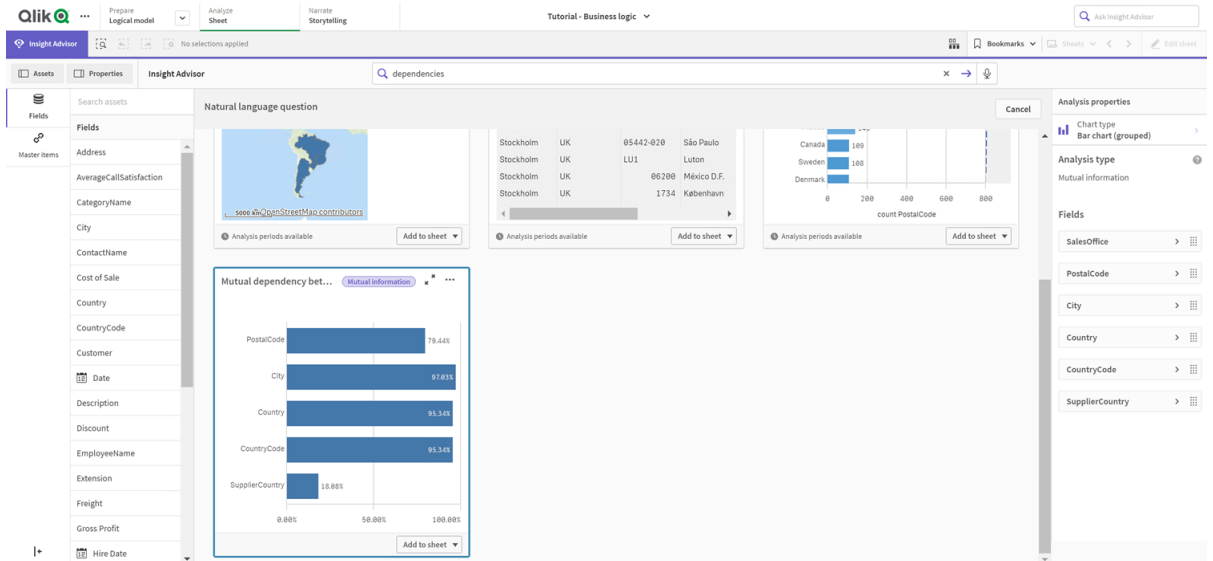 Qlik
Prepare
Logical model
Analyze
Sheet
Narrate
Storytelling
Tutorial - Business logic
Ask Insight Advisor
Insight Advisor
No selections applied
Bookmarks
Sheets
Edit sheet
Assets
Properties
Insight Advisor
dependencies
Fields
Master items
Search assets
Fields
Address
AverageCallSatisfaction
CategoryName
City
ContactName
Cost of Sale
Country
CountryCode
Customer
Date
Description
Discount
EmployeeName
Extension
Freight
Gross Profit
Hire Date
Natural language question
Cancel
5000 km
OpenStreetMap contributors
Analysis periods available
Add to sheet
Stockholm UK 05442-020 São Paulo
Stockholm UK LU1 Luton
Stockholm UK 06200 México D.F.
Stockholm UK 1734 København
Analysis periods available
Add to sheet
Canada 109
Sweden 108
Denmark
0 200 400 600 800
count PostalCode
Analysis periods available
Add to sheet
Mutual dependency bet...
Mutual information
PostalCode 79.44%
City 97.03%
Country 95.34%
CountryCode 95.34%
SupplierCountry 18.08%
0.00% 50.00% 100.00%
Add to sheet
Analysis properties
Chart type
Bar chart (grouped)
Analysis type
Mutual information
Fields
SalesOffice
PostalCode
City
Country
CountryCode
SupplierCountry